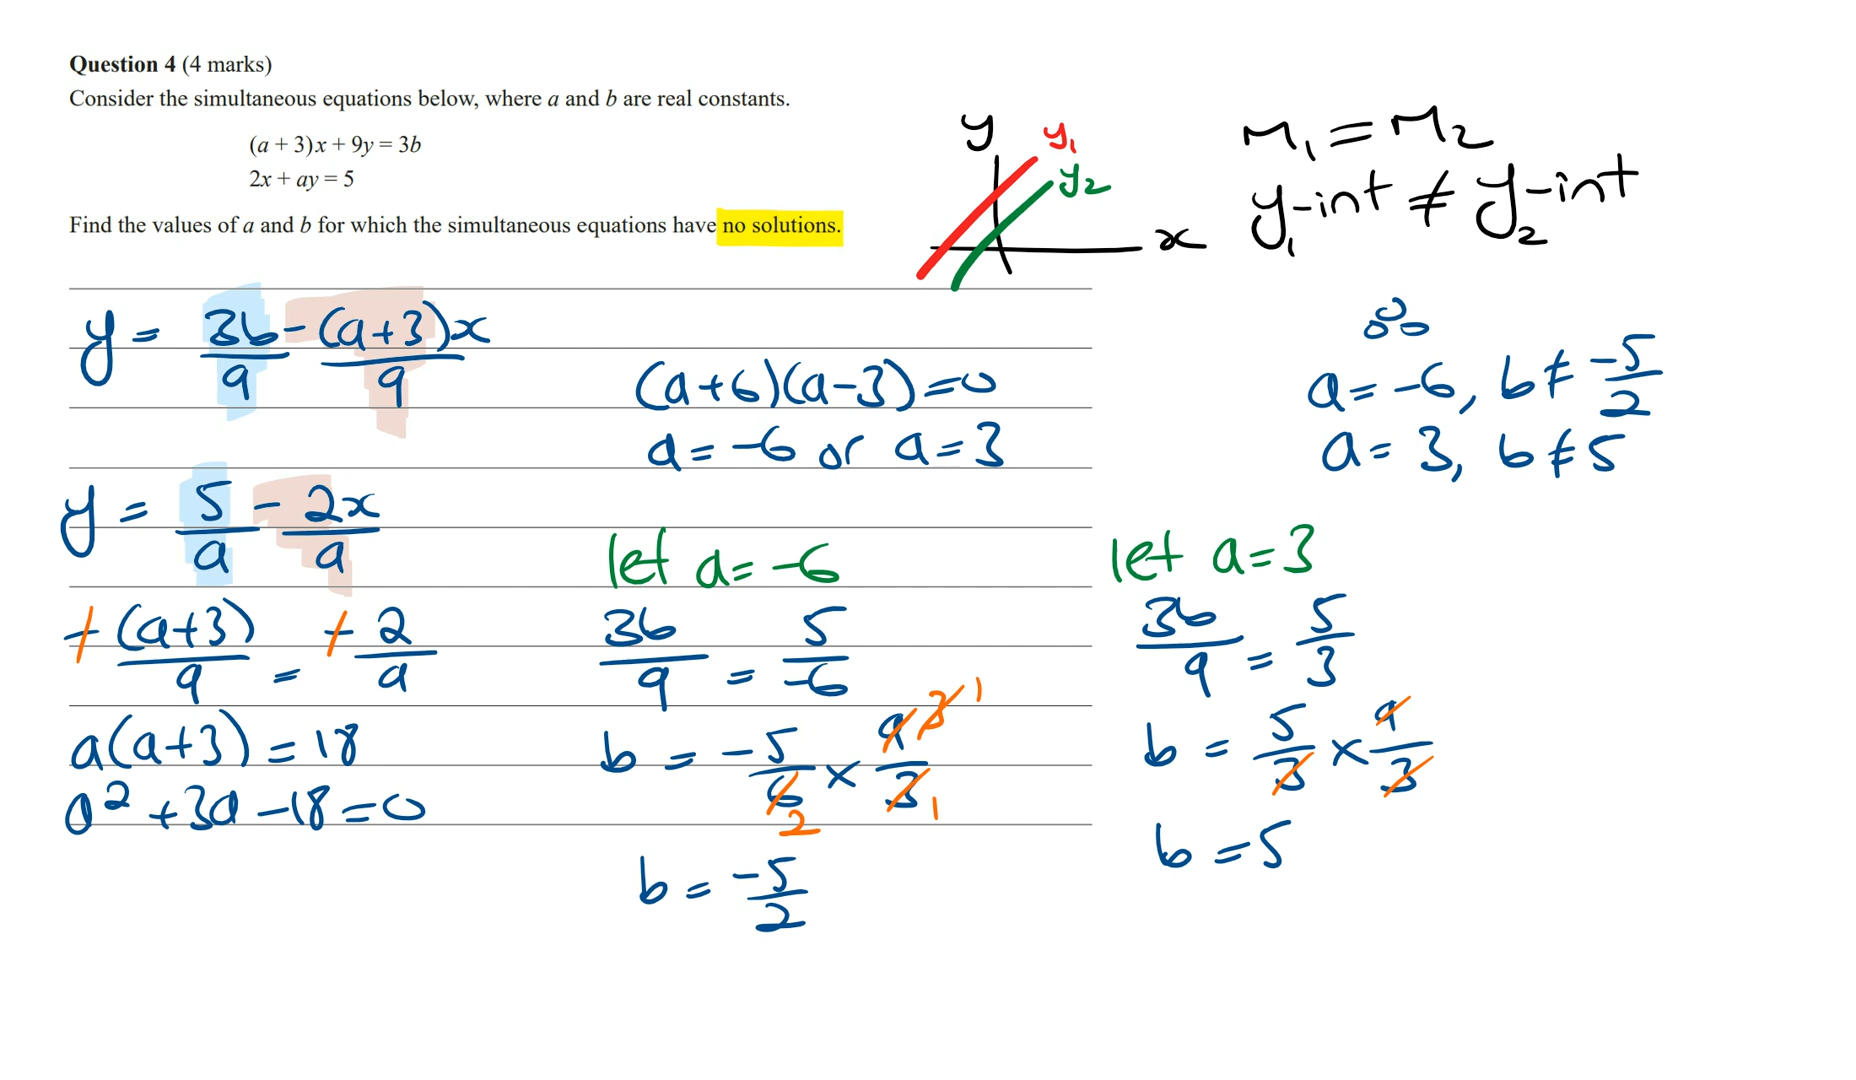 Question 4 (4 marks)
Consider the simultaneous equations below, where a and b are real constants.
(a + 3)x + 9y = 3b
2x + ay = 5
Find the values of a and b for which the simultaneous equations have no solutions.
y
y₁
y₂
x
m₁ = m₂
y₁-int ≠ y₂-int
y = 3b/9 - (a+3)x/9
y = 5/a - 2x/a
+ (a+3)/9 = + 2/a
a(a+3) = 18
a² + 3a - 18 = 0
(a+6)(a-3) = 0
a = -6 or a = 3
let a = -6
3b/9 = 5/-6
b = -5/6 × 9/3
3 1
2 1
b = -5/2
let a = 3
3b/9 = 5/3
b = 5/3 × 9/3
b = 5
∴
a = -6, b ≠ -5/2
a = 3, b ≠ 5